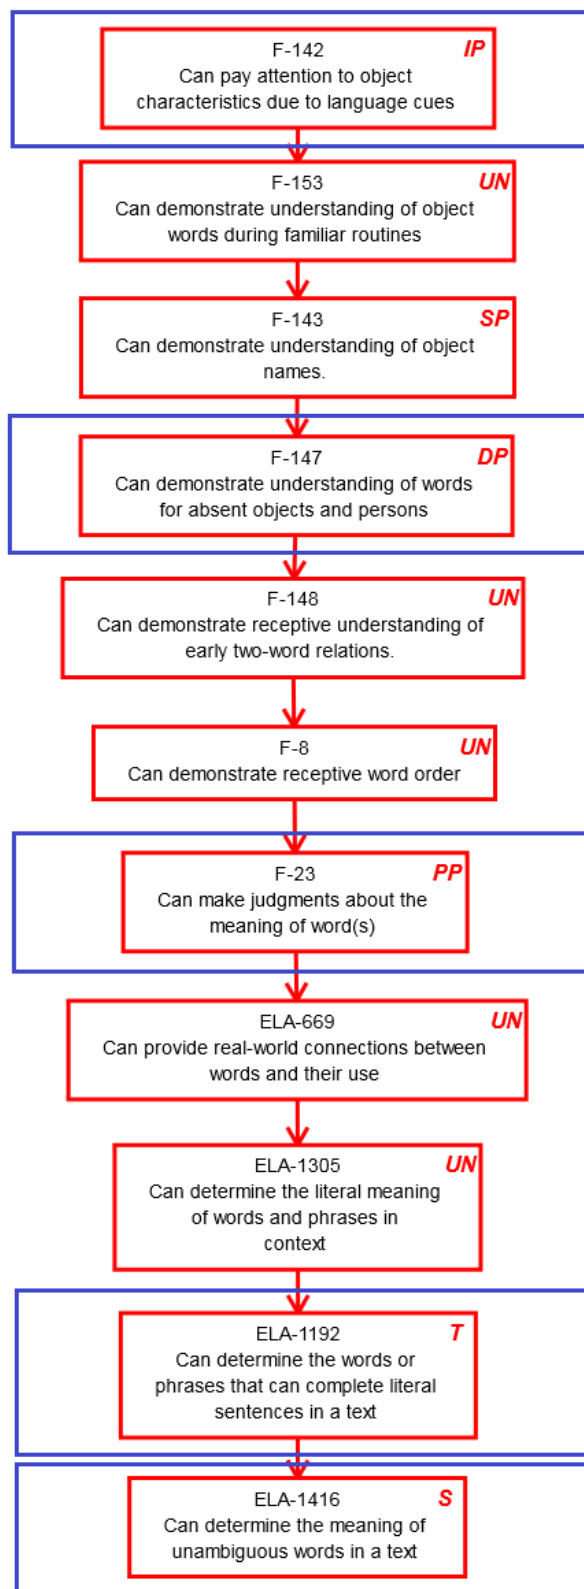 F-142 IP
Can pay attention to object
characteristics due to language cues
F-153 UN
Can demonstrate understanding of object
words during familiar routines
F-143 SP
Can demonstrate understanding of object
names.
F-147 DP
Can demonstrate understanding of words
for absent objects and persons
F-148 UN
Can demonstrate receptive understanding of
early two-word relations.
F-8 UN
Can demonstrate receptive word order
F-23 PP
Can make judgments about the
meaning of word(s)
ELA-669 UN
Can provide real-world connections between
words and their use
ELA-1305 UN
Can determine the literal meaning
of words and phrases in
context
ELA-1192 T
Can determine the words or
phrases that can complete literal
sentences in a text
ELA-1416 S
Can determine the meaning of
unambiguous words in a text